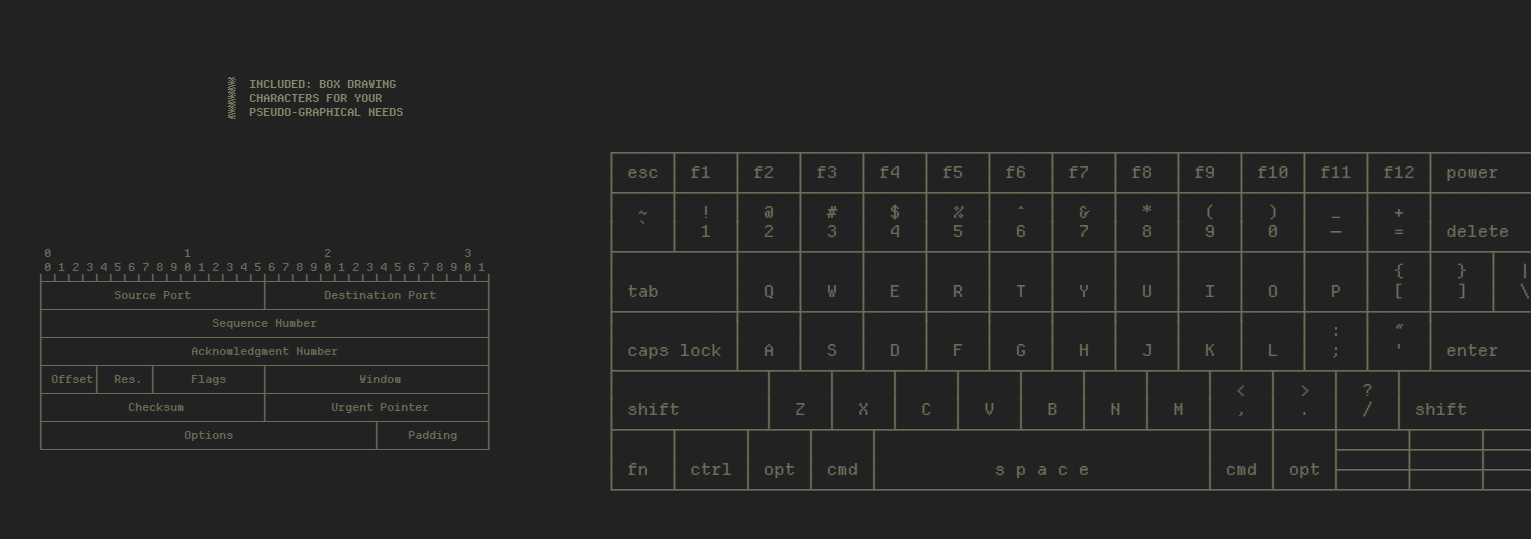 INCLUDED: BOX DRAWING
CHARACTERS FOR YOUR
PSEUDO-GRAPHICAL NEEDS
0 1 2 3
0 1 2 3 4 5 6 7 8 9 0 1 2 3 4 5 6 7 8 9 0 1 2 3 4 5 6 7 8 9 0 1
Source Port Destination Port
Sequence Number
Acknowledgment Number
Offset Res. Flags Window
Checksum Urgent Pointer
Options Padding
esc f1 f2 f3 f4 f5 f6 f7 f8 f9 f10 f11 f12 power
~ ! @ # $ % ^ & * ( ) _ +
` 1 2 3 4 5 6 7 8 9 0 — = delete
{ } |
tab Q W E R T Y U I O P [ ] \
: “
caps lock A S D F G H J K L ; ' enter
< > ?
shift Z X C V B N M , . / shift
fn ctrl opt cmd s p a c e cmd opt